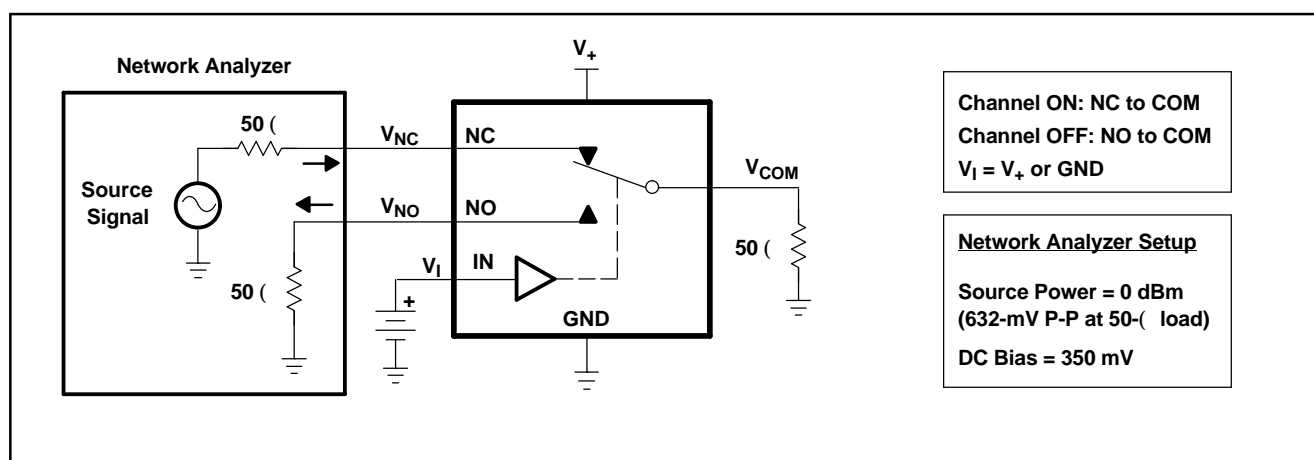 V+
Network Analyzer
50 (
VNC
NC
Source
Signal
VNO
NO
50 (
VI
IN
+
GND
VCOM
50 (
Channel ON: NC to COM
Channel OFF: NO to COM
VI = V+ or GND
Network Analyzer Setup
Source Power = 0 dBm
(632-mV P-P at 50-( load)
DC Bias = 350 mV